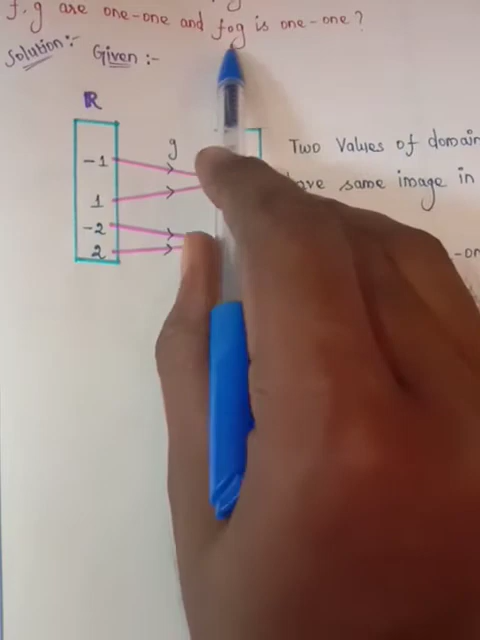 f, g are one-one and fog is one-one?
Solution:- Given :-
R
g
-1
1
-2
2
Two Values of domain
have same image in